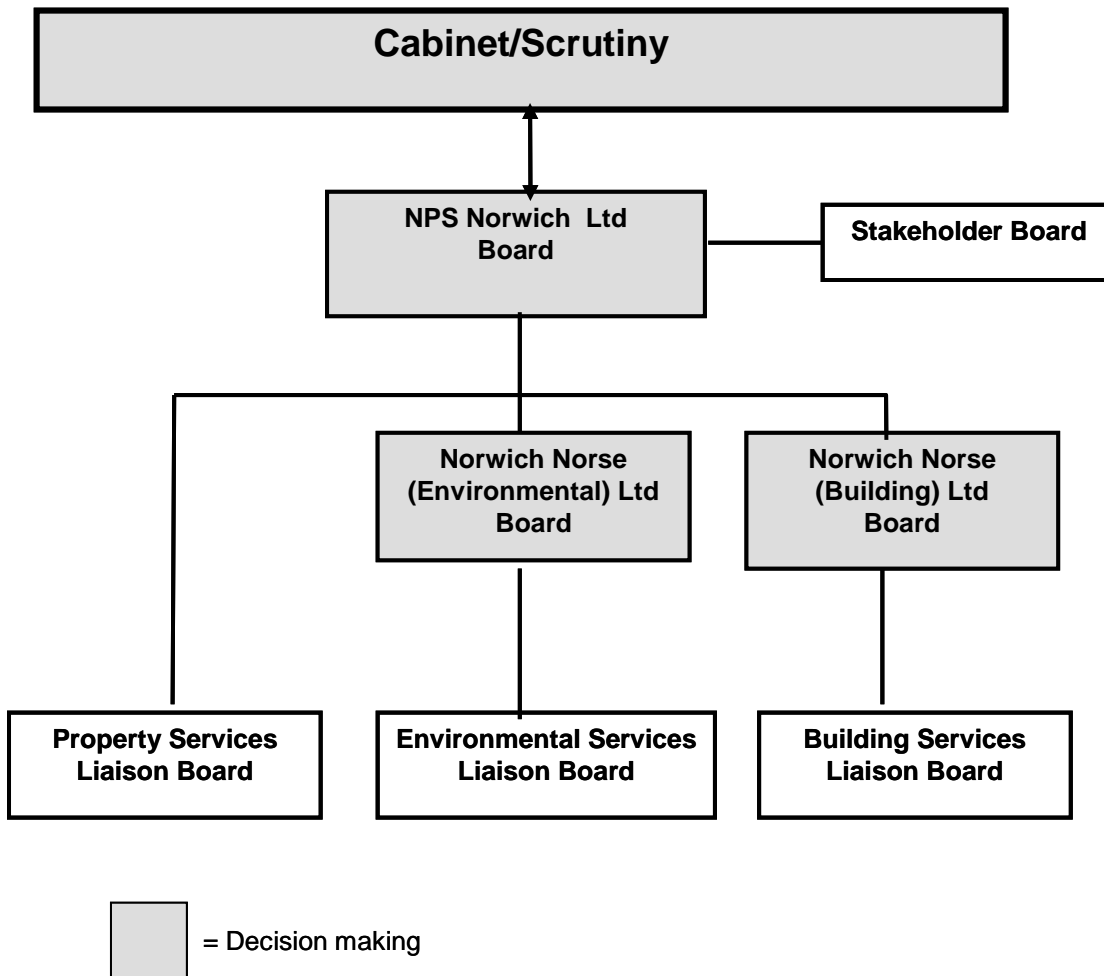 Cabinet/Scrutiny
NPS Norwich Ltd
Board
Stakeholder Board
Norwich Norse
(Environmental) Ltd
Board
Norwich Norse
(Building) Ltd
Board
Property Services
Liaison Board
Environmental Services
Liaison Board
Building Services
Liaison Board
= Decision making